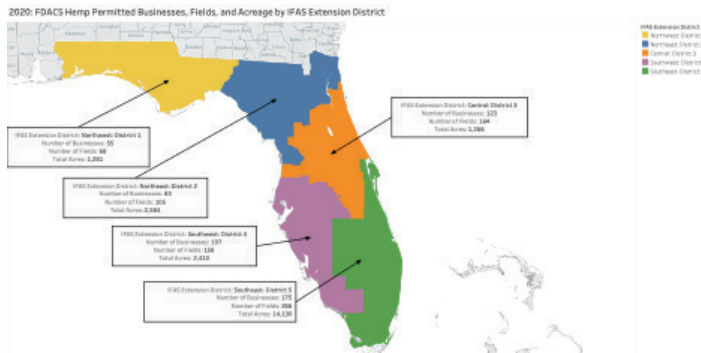 2020: FDACS Hemp Permitted Businesses, Fields, and Acreage by IFAS Extension District
IFAS Extension District
Northwest: District
Northeast: District
Central: District 3
Southwest: District
Southeast: District
IFAS Extension District: Central: District 3
Number of Businesses: 123
Number of Fields: 164
Total Acres: 1,266
IFAS Extension District: Northwest: District 1
Number of Businesses: 55
Number of Fields: 68
Total Acres: 1,281
IFAS Extension District: Northeast: District 2
Number of Businesses: 83
Number of Fields: 105
Total Acres: 2,584
IFAS Extension District: Southwest: District 4
Number of Businesses: 137
Number of Fields: 158
Total Acres: 2,410
IFAS Extension District: Southeast: District 5
Number of Businesses: 175
Number of Fields: 268
Total Acres: 14,130